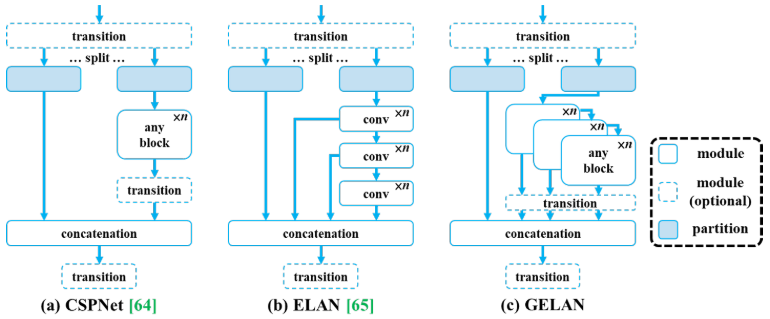 transition
... split ...
×n
any
block
transition
concatenation
transition
(a) CSPNet [64]
transition
... split ...
conv ×n
conv ×n
conv ×n
concatenation
transition
(b) ELAN [65]
transition
... split ...
×n
×n
×n
any
block
transition
concatenation
transition
(c) GELAN
module
module
(optional)
partition